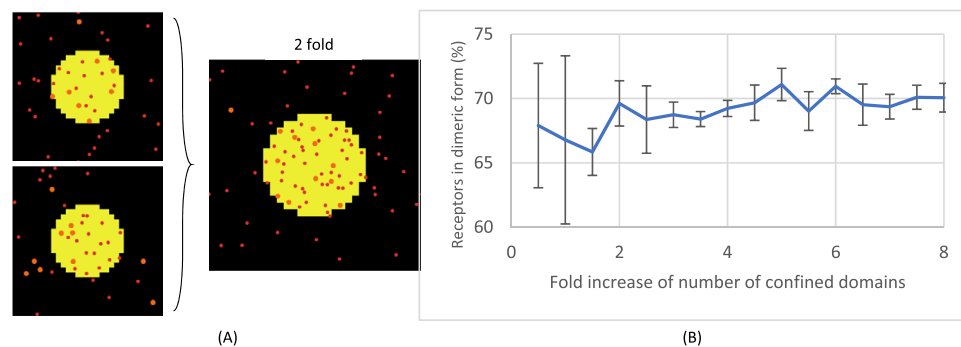 2 fold
(A)
Receptors in dimeric form (%)
75
70
65
60
0 2 4 6 8
Fold increase of number of confined domains
(B)